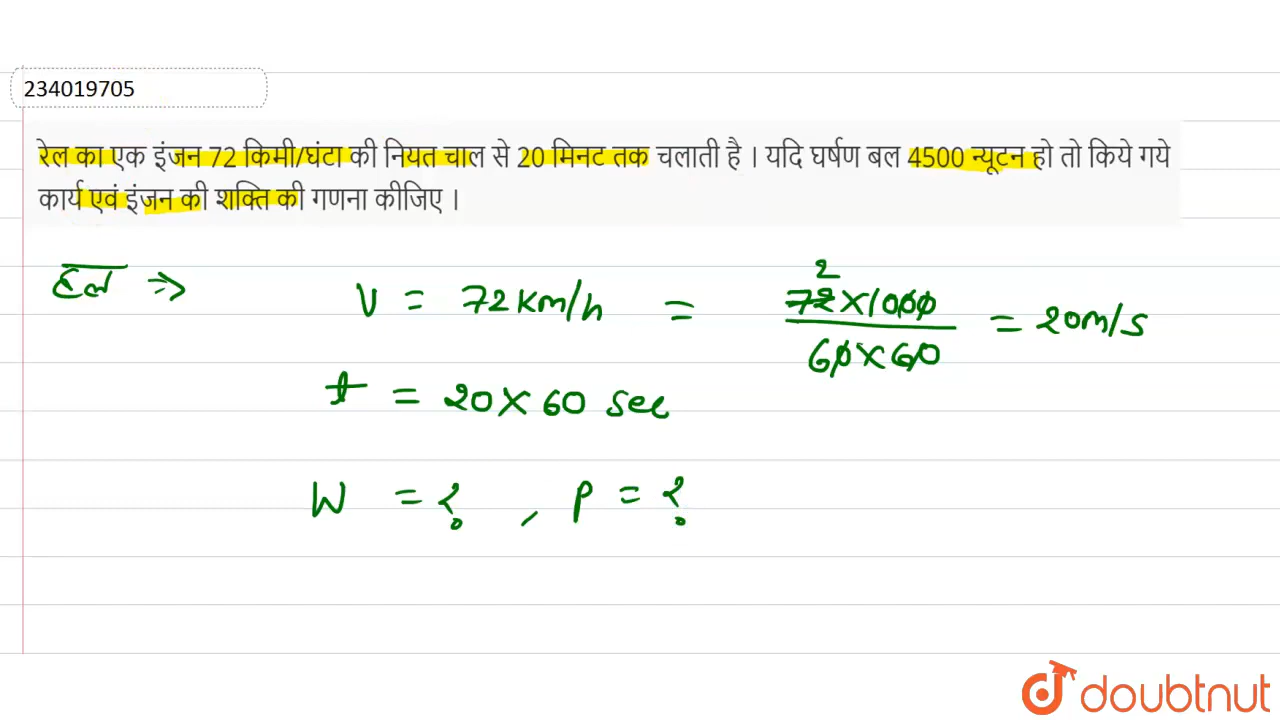 234019705
रेल का एक इंजन 72 किमी/घंटा की नियत चाल से 20 मिनट तक चलाती है । यदि घर्षण बल 4500 न्यूटन हो तो किये गये
कार्य एवं इंजन की शक्ति की गणना कीजिए ।
हल ⇒ V = 72 Km/h = 72 2 × 1000 / 60 × 60 = 20 m/s
t = 20 × 60 sec
W = ? , P = ?
doubtnut